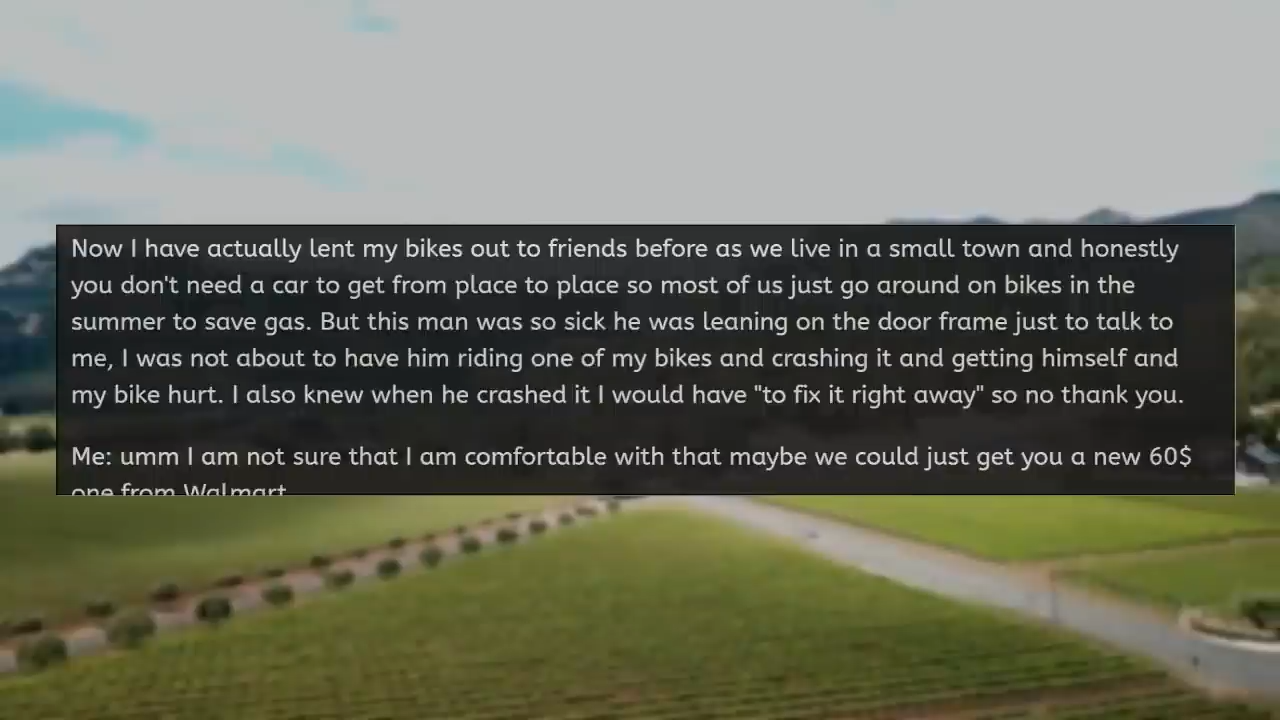 Now I have actually lent my bikes out to friends before as we live in a small town and honestly
you don't need a car to get from place to place so most of us just go around on bikes in the
summer to save gas. But this man was so sick he was leaning on the door frame just to talk to
me, I was not about to have him riding one of my bikes and crashing it and getting himself and
my bike hurt. I also knew when he crashed it I would have "to fix it right away" so no thank you.
Me: umm I am not sure that I am comfortable with that maybe we could just get you a new 60$
one from Walmart